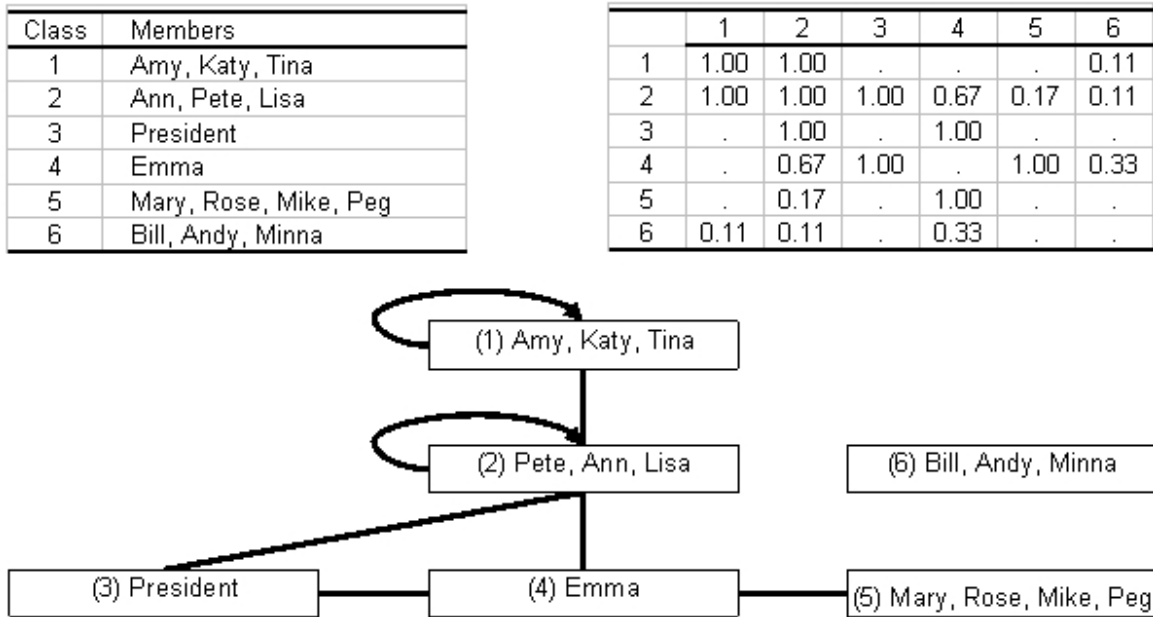 Class Members
1 Amy, Katy, Tina
2 Ann, Pete, Lisa
3 President
4 Emma
5 Mary, Rose, Mike, Peg
6 Bill, Andy, Minna
1 2 3 4 5 6
1 1.00 1.00 . . . 0.11
2 1.00 1.00 1.00 0.67 0.17 0.11
3 . 1.00 . 1.00 . .
4 . 0.67 1.00 . 1.00 0.33
5 . 0.17 . 1.00 . .
6 0.11 0.11 . 0.33 . .
(1) Amy, Katy, Tina
(2) Pete, Ann, Lisa
(6) Bill, Andy, Minna
(3) President
(4) Emma
(5) Mary, Rose, Mike, Peg